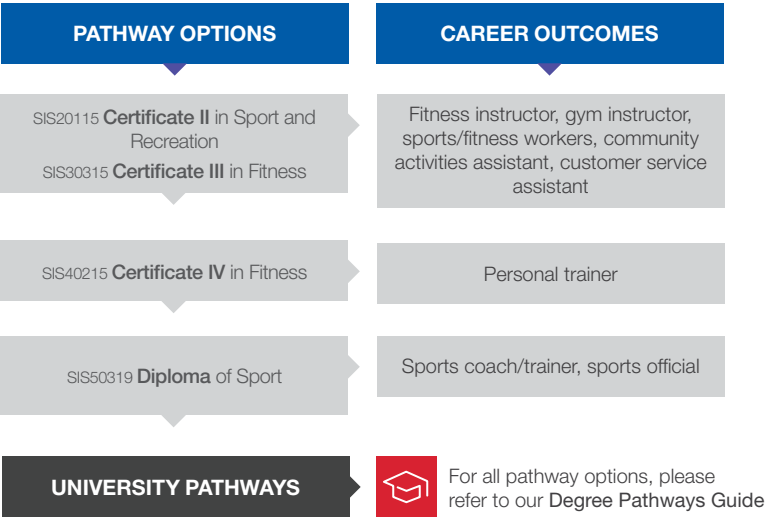 PATHWAY OPTIONS
CAREER OUTCOMES
SIS20115 Certificate II in Sport and
Recreation
SIS30315 Certificate III in Fitness
Fitness instructor, gym instructor,
sports/fitness workers, community
activities assistant, customer service
assistant
SIS40215 Certificate IV in Fitness
Personal trainer
SIS50319 Diploma of Sport
Sports coach/trainer, sports official
UNIVERSITY PATHWAYS
For all pathway options, please
refer to our Degree Pathways Guide